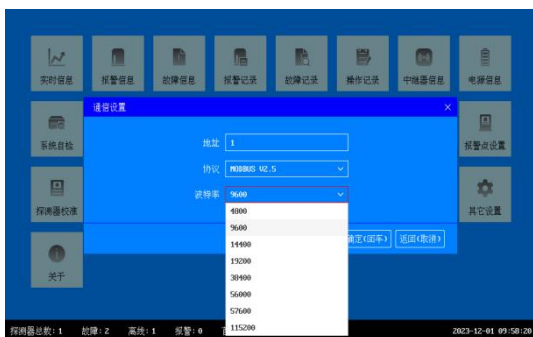 实时信息 报警信息 故障信息 报警记录 故障记录 操作记录 中继器信息 电源信息
通信设置 ×
系统自检 报警点设置
地址 1
协议 MODBUS V2.5
波特率 9600
探测器校准 其它设置
4800
9600
14400
19200
38400
56000
57600
115200
确定(回车) 返回(取消)
关于
探测器总数: 1 故障: 2 离线: 1 报警: 0 2023-12-01 09:58:20